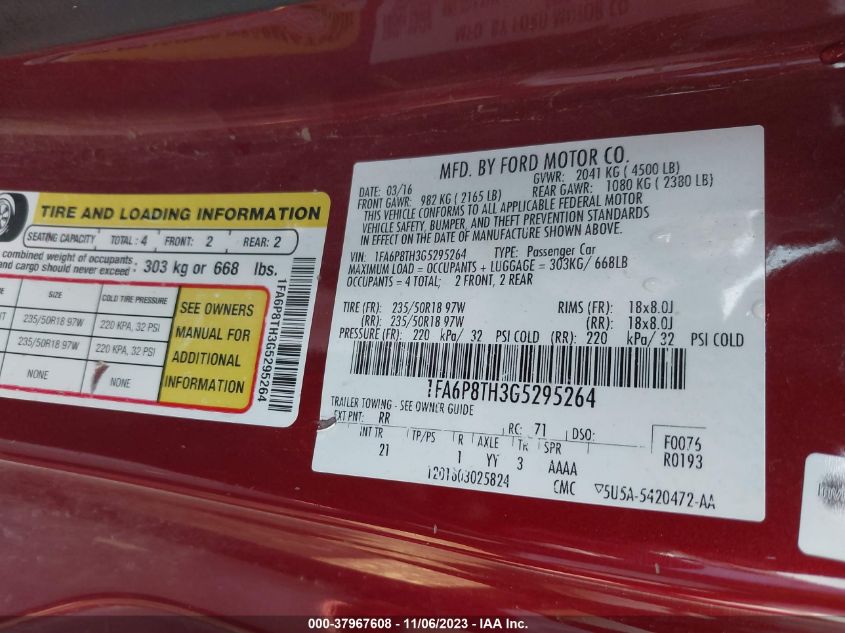 TIRE AND LOADING INFORMATION
SEATING CAPACITY TOTAL: 4 FRONT: 2 REAR: 2
combined weight of occupants
and cargo should never exceed: 303 kg or 668 lbs.
SIZE COLD TIRE PRESSURE
235/50R18 97W 220 KPA, 32 PSI
235/50R18 97W 220 KPA, 32 PSI
NONE NONE
SEE OWNERS
MANUAL FOR
ADDITIONAL
INFORMATION
1FA6P8TH3G5295264
MFD. BY FORD MOTOR CO.
DATE: 03/16 GVWR: 2041 KG (4500 LB)
FRONT GAWR: 982 KG (2165 LB) REAR GAWR: 1080 KG (2380 LB)
THIS VEHICLE CONFORMS TO ALL APPLICABLE FEDERAL MOTOR
VEHICLE SAFETY, BUMPER, AND THEFT PREVENTION STANDARDS
IN EFFECT ON THE DATE OF MANUFACTURE SHOWN ABOVE.
VIN: 1FA6P8TH3G5295264 TYPE: Passenger Car
MAXIMUM LOAD = OCCUPANTS + LUGGAGE = 303KG/ 668LB
OCCUPANTS = 4 TOTAL; 2 FRONT, 2 REAR
TIRE (FR): 235/50R18 97W RIMS (FR): 18x8.0J
(RR): 235/50R18 97W (RR): 18x8.0J
PRESSURE (FR): 220 kPa/ 32 PSI COLD (RR): 220 kPa/ 32 PSI COLD
1FA6P8TH3G5295264
TRAILER TOWING - SEE OWNER GUIDE
EXT PNT: RR RC: 71 DSO: F0076
INT TR TP/PS R AXLE TR SPR R0193
21 1 YY 3 AAAA
CMC ▽5U5A-5420472-AA
000-37967608 - 11/06/2023 - IAA Inc.